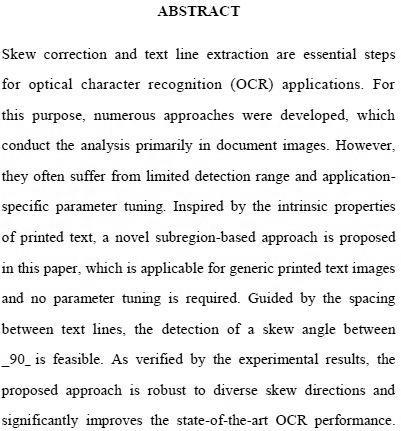 ABSTRACT
Skew correction and text line extraction are essential steps
for optical character recognition (OCR) applications. For
this purpose, numerous approaches were developed, which
conduct the analysis primarily in document images. However,
they often suffer from limited detection range and application-
specific parameter tuning. Inspired by the intrinsic properties
of printed text, a novel subregion-based approach is proposed
in this paper, which is applicable for generic printed text images
and no parameter tuning is required. Guided by the spacing
between text lines, the detection of a skew angle between
_90_ is feasible. As verified by the experimental results, the
proposed approach is robust to diverse skew directions and
significantly improves the state-of-the-art OCR performance.